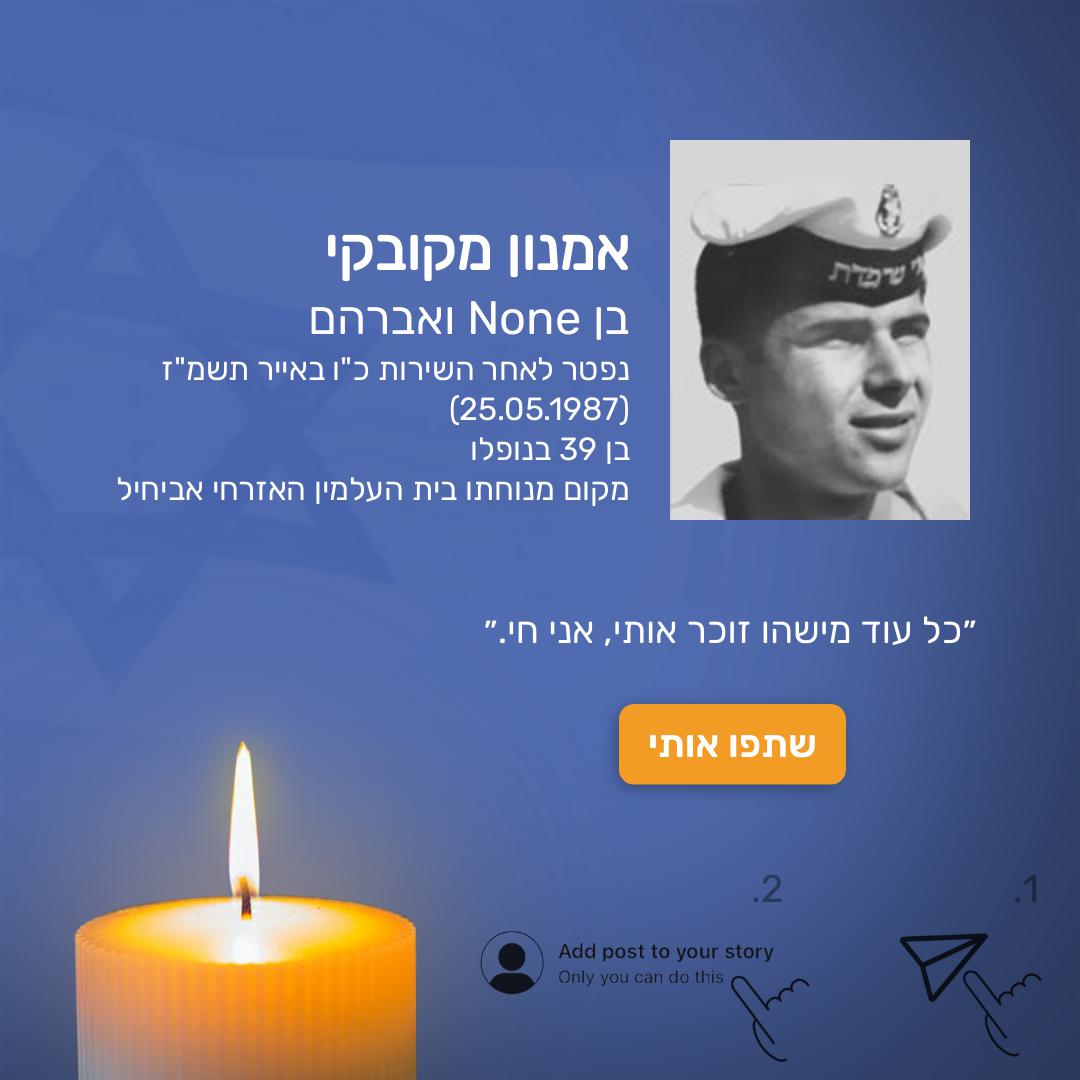 אמנון מקובקי
בן None ואברהם
נפטר לאחר השירות כ"ו באייר תשמ"ז
(25.05.1987)
בן 39 בנופלו
מקום מנוחתו בית העלמין האזרחי אביחיל
״כל עוד מישהו זוכר אותי, אני חי.״
שתפו אותי
.1
.2
Add post to your story
Only you can do this